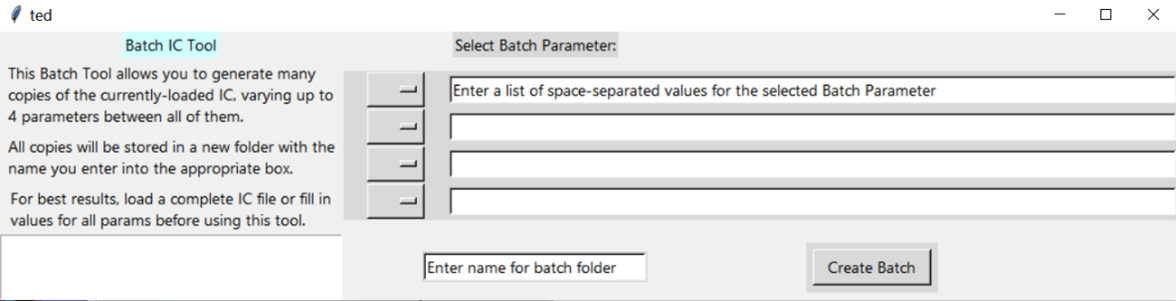 ted
Batch IC Tool
This Batch Tool allows you to generate many
copies of the currently-loaded IC, varying up to
4 parameters between all of them.
All copies will be stored in a new folder with the
name you enter into the appropriate box.
For best results, load a complete IC file or fill in
values for all params before using this tool.
Select Batch Parameter:
Enter a list of space-separated values for the selected Batch Parameter
Enter name for batch folder
Create Batch